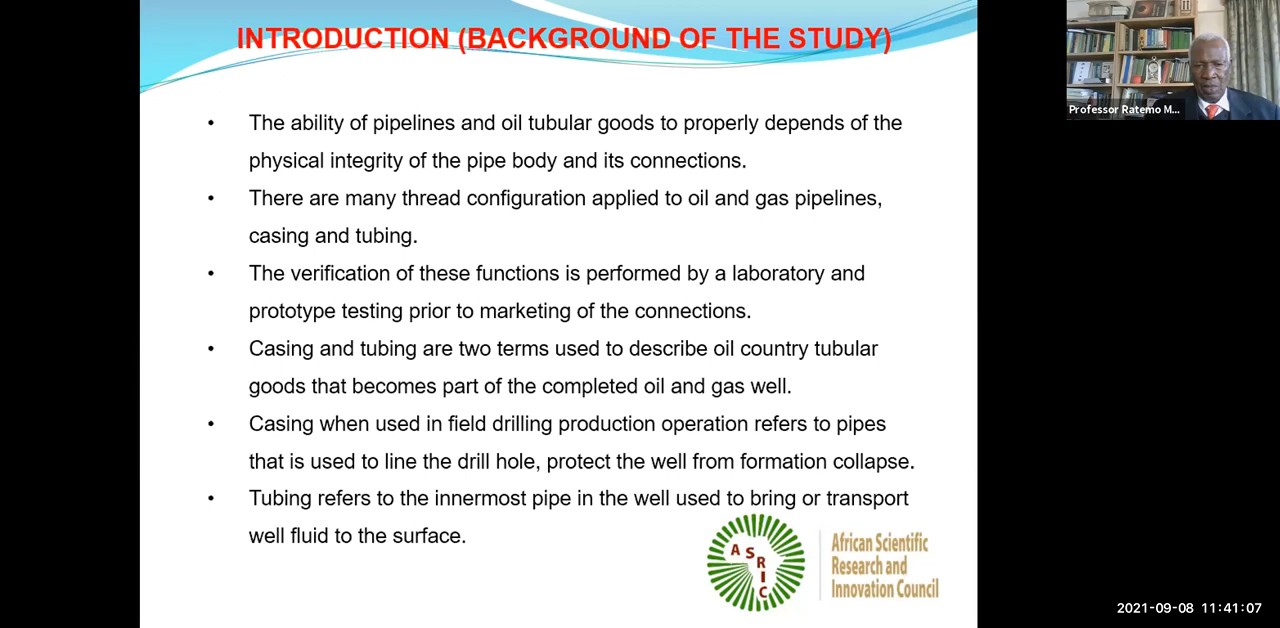 INTRODUCTION (BACKGROUND OF THE STUDY)
Professor Ratemo M...
• The ability of pipelines and oil tubular goods to properly depends of the
physical integrity of the pipe body and its connections.
• There are many thread configuration applied to oil and gas pipelines,
casing and tubing.
• The verification of these functions is performed by a laboratory and
prototype testing prior to marketing of the connections.
• Casing and tubing are two terms used to describe oil country tubular
goods that becomes part of the completed oil and gas well.
• Casing when used in field drilling production operation refers to pipes
that is used to line the drill hole, protect the well from formation collapse.
• Tubing refers to the innermost pipe in the well used to bring or transport
well fluid to the surface.
ASRIC
African Scientific
Research and
Innovation Council
2021-09-08 11:41:07